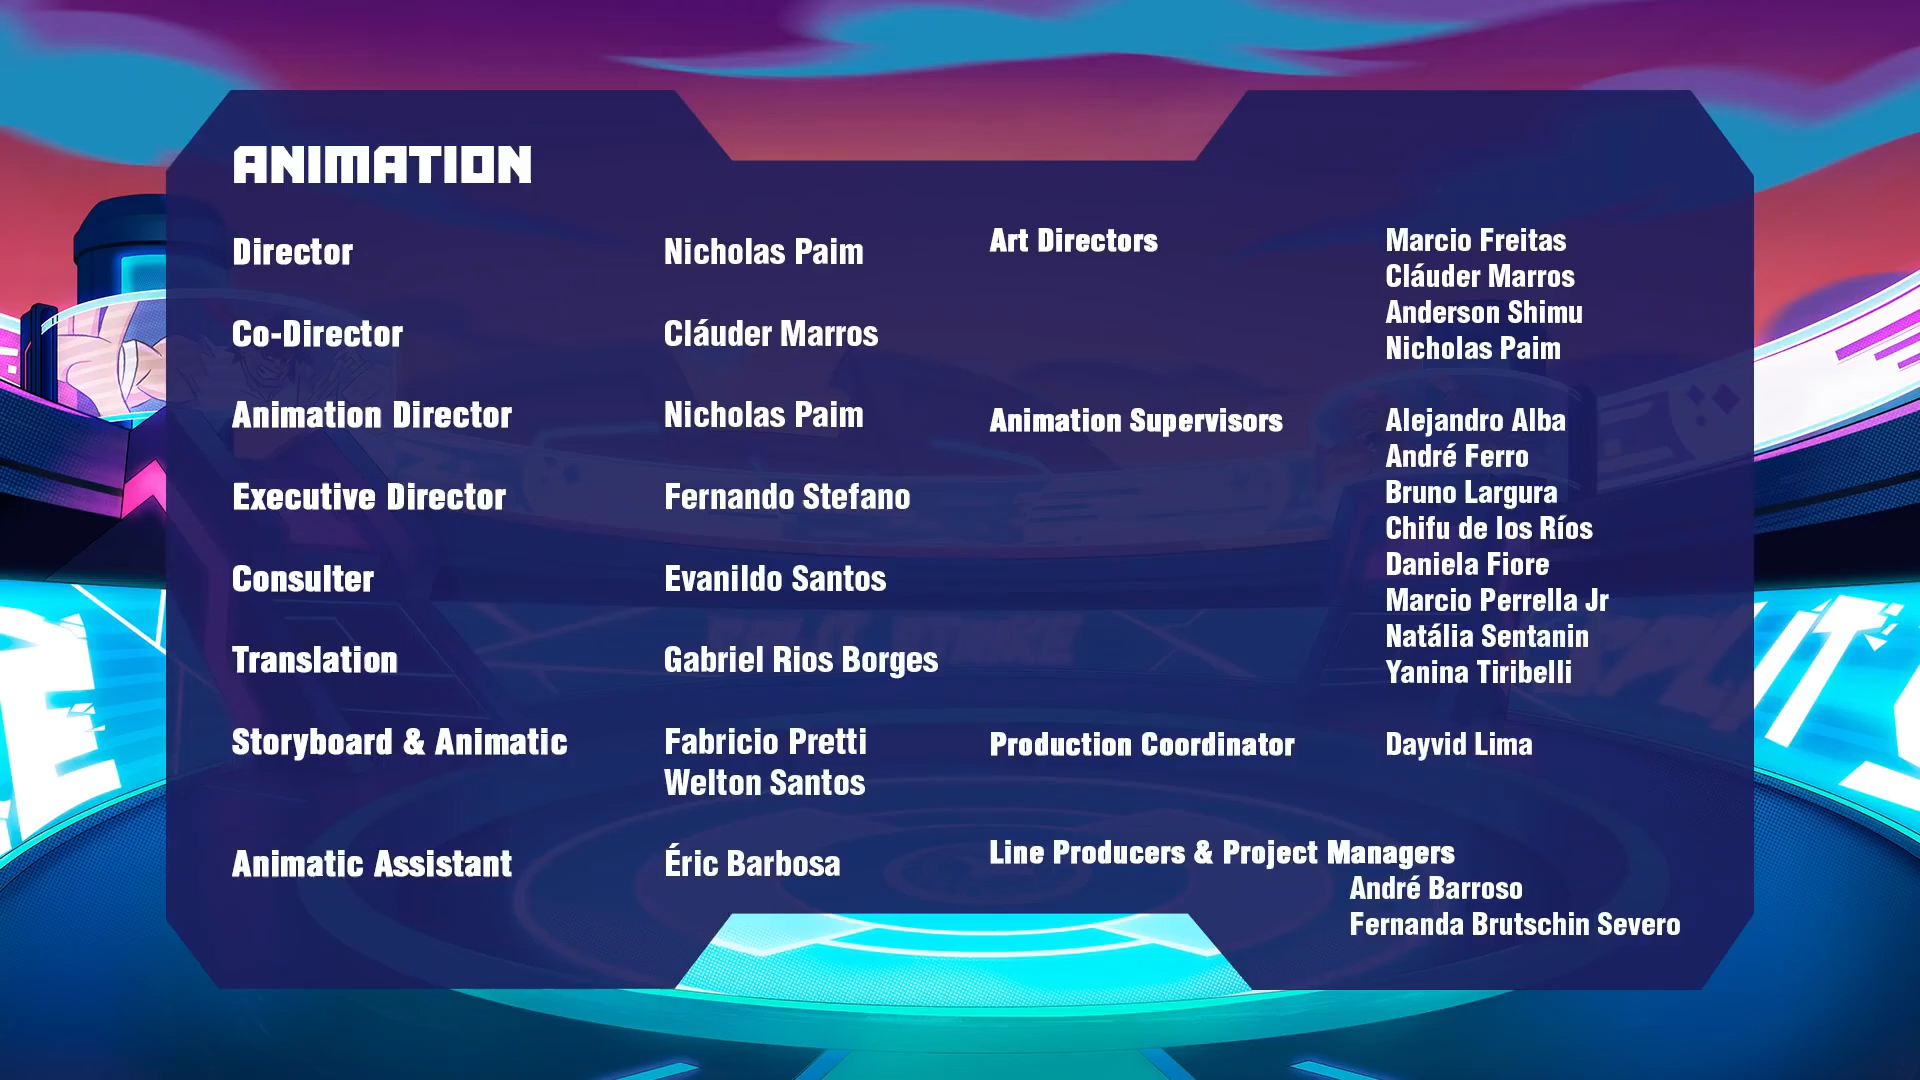 ANIMATION
Director Nicholas Paim
Co-Director Cláuder Marros
Animation Director Nicholas Paim
Executive Director Fernando Stefano
Consulter Evanildo Santos
Translation Gabriel Rios Borges
Storyboard & Animatic Fabricio Pretti
Welton Santos
Animatic Assistant Éric Barbosa
Art Directors Marcio Freitas
Cláuder Marros
Anderson Shimu
Nicholas Paim
Animation Supervisors Alejandro Alba
André Ferro
Bruno Largura
Chifu de los Ríos
Daniela Fiore
Marcio Perrella Jr
Natália Sentanin
Yanina Tiribelli
Production Coordinator Dayvid Lima
Line Producers & Project Managers
André Barroso
Fernanda Brutschin Severo